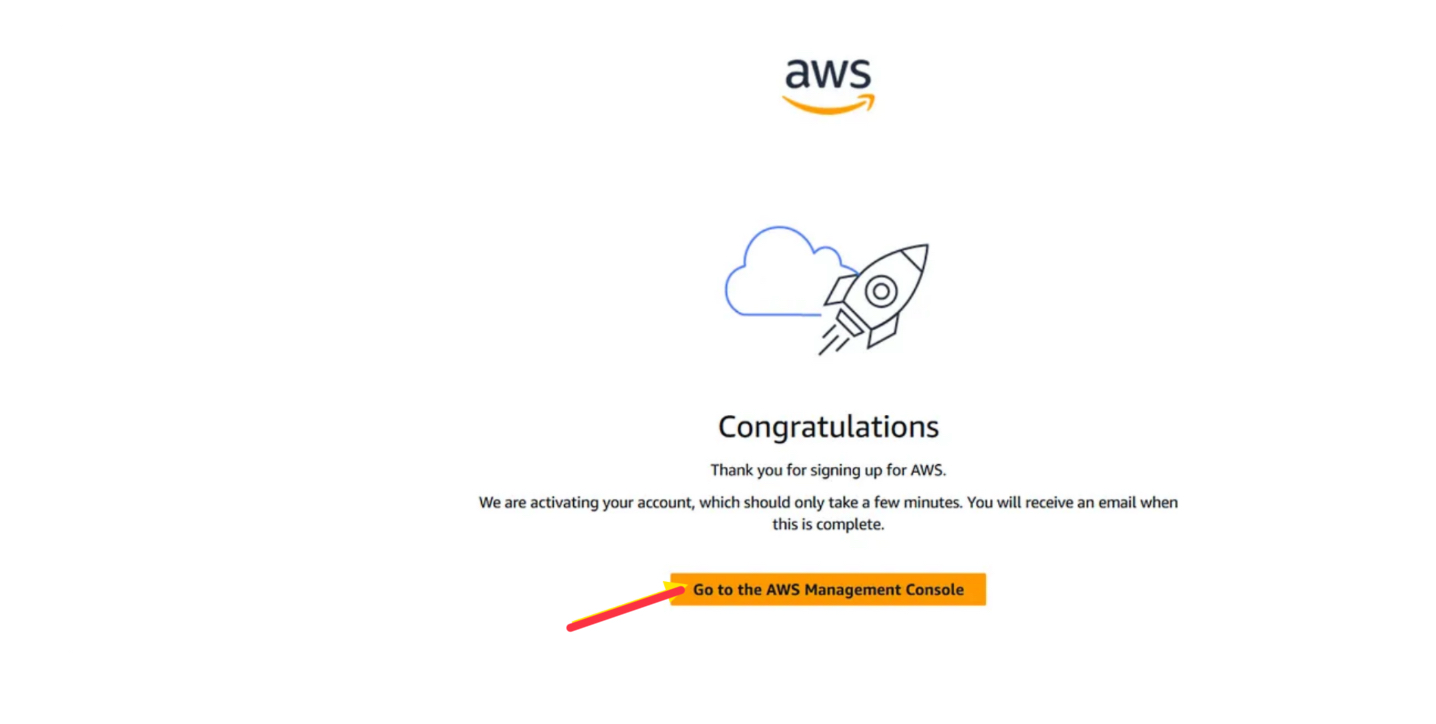 aws
Congratulations
Thank you for signing up for AWS.
We are activating your account, which should only take a few minutes. You will receive an email when
this is complete.
Go to the AWS Management Console